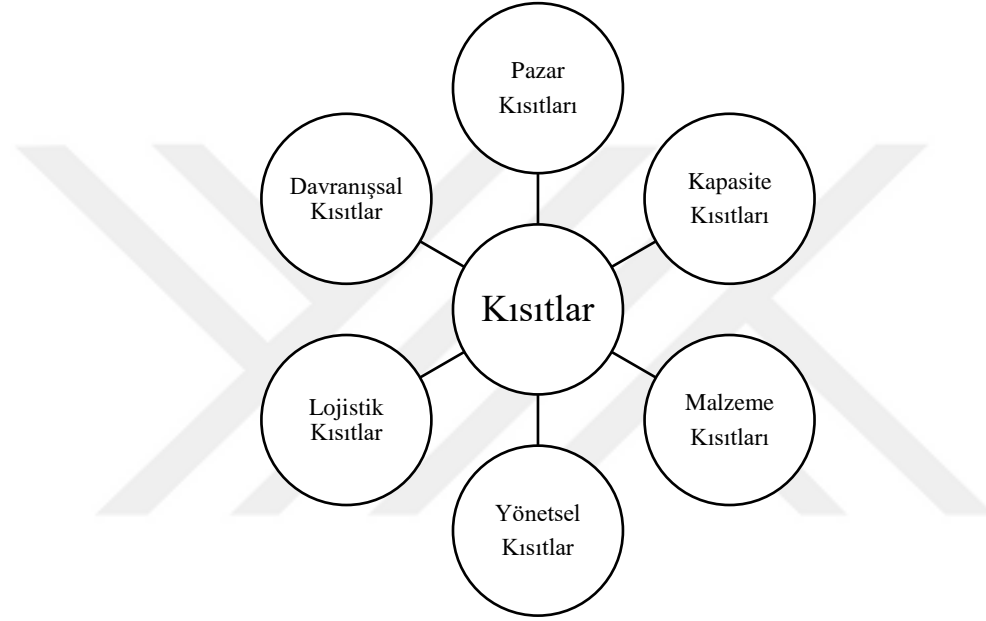 Pazar
Kısıtları
Davranışsal
Kısıtlar
Kapasite
Kısıtları
Kısıtlar
Lojistik
Kısıtlar
Malzeme
Kısıtları
Yönetsel
Kısıtlar